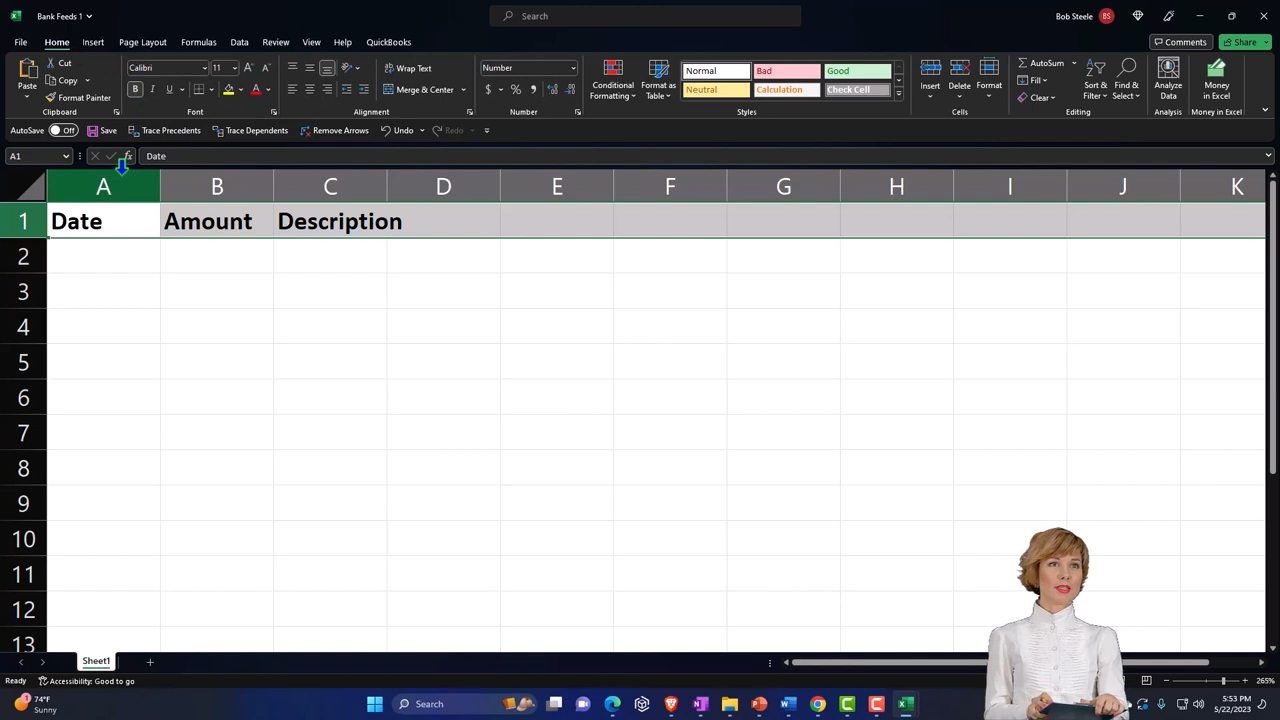 Bank Feeds 1
Search
Bob Steele BS
File Home Insert Page Layout Formulas Data Review View Help QuickBooks Comments Share
Cut
Copy
Format Painter
Paste
Clipboard
Calibri 11
B I U
Font
Wrap Text
Merge & Center
Alignment
Number
$ % 9
Number
Conditional Formatting
Format as Table
Normal Bad Good
Neutral Calculation Check Cell
Styles
Insert Delete Format
Cells
AutoSum
Fill
Clear
Sort & Filter
Find & Select
Editing
Analyze Data
Analysis
Money in Excel
Money in Excel
AutoSave Off Save Trace Precedents Trace Dependents Remove Arrows Undo Redo
A1 fx Date
A B C D E F G H I J K
1 Date Amount Description
2
3
4
5
6
7
8
9
10
11
12
13
Sheet1
Ready Accessibility: Good to go 265%
1 74°F
Sunny
Search
5:53 PM
5/22/2023